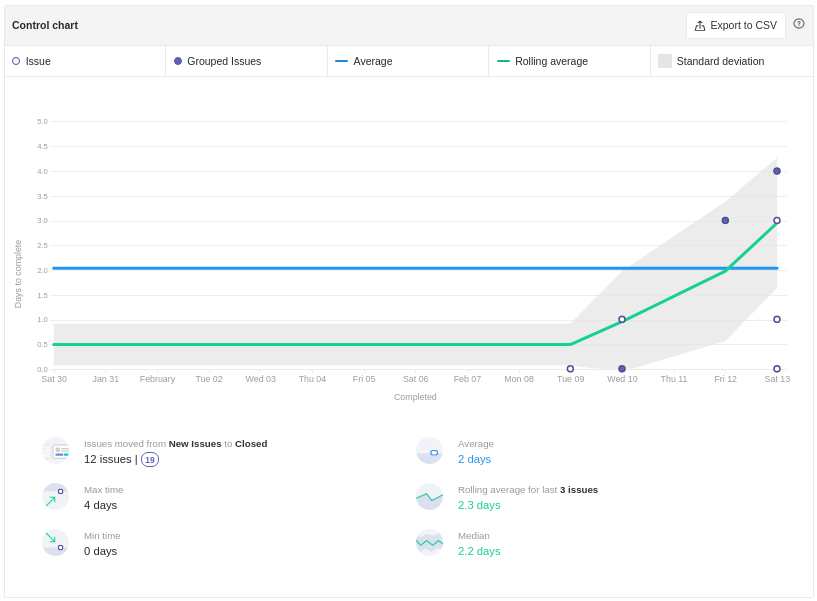 Control chart
Export to CSV
Issue
Grouped Issues
Average
Rolling average
Standard deviation
5.0
4.5
4.0
3.5
3.0
2.5
2.0
1.5
1.0
0.5
0.0
Days to complete
Sat 30 Jan 31 February Tue 02 Wed 03 Thu 04 Fri 05 Sat 06 Feb 07 Mon 08 Tue 09 Wed 10 Thu 11 Fri 12 Sat 13
Completed
Issues moved from New Issues to Closed
12 issues | 19
Average
2 days
Max time
4 days
Rolling average for last 3 issues
2.3 days
Min time
0 days
Median
2.2 days